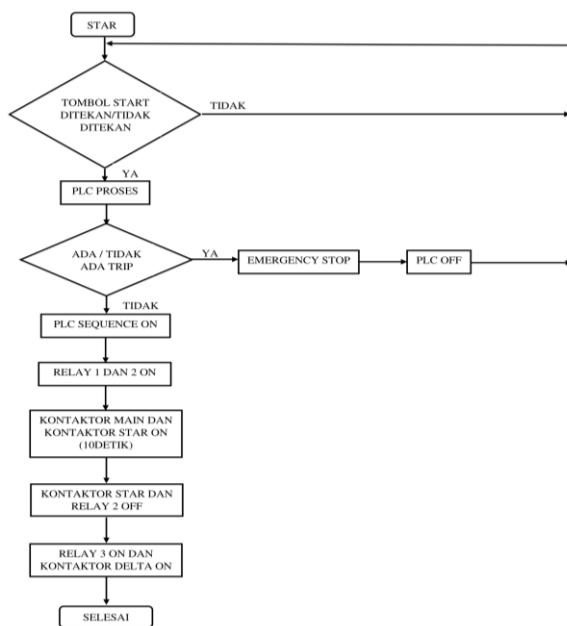 STAR
TOMBOL START
DITEKAN/TIDAK
DITEKAN
TIDAK
YA
PLC PROSES
ADA / TIDAK
ADA TRIP
YA
EMERGENCY STOP
PLC OFF
TIDAK
PLC SEQUENCE ON
RELAY 1 DAN 2 ON
KONTAKTOR MAIN DAN
KONTAKTOR STAR ON
(10DETIK)
KONTAKTOR STAR DAN
RELAY 2 OFF
RELAY 3 ON DAN
KONTAKTOR DELTA ON
SELESAI